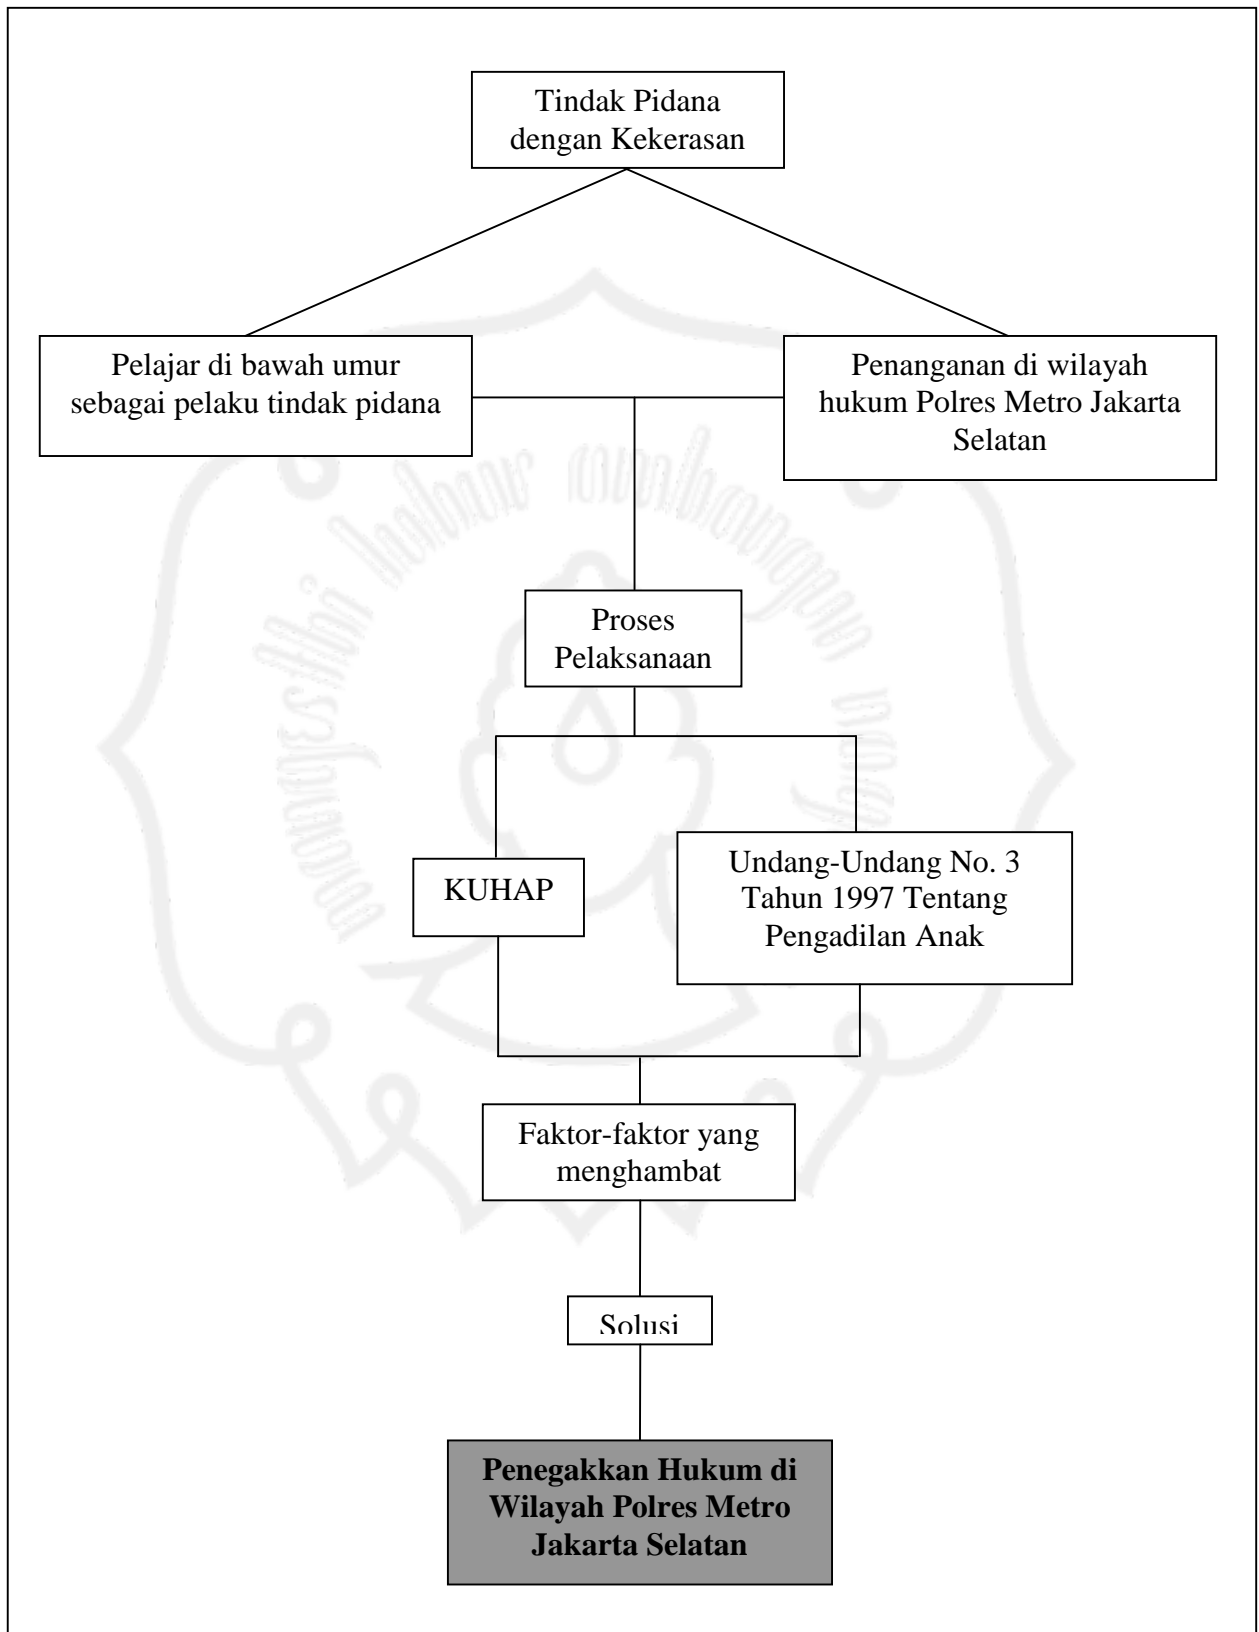 Tindak Pidana
dengan Kekerasan
Pelajar di bawah umur
sebagai pelaku tindak pidana
Penanganan di wilayah
hukum Polres Metro Jakarta
Selatan
Proses
Pelaksanaan
KUHAP
Undang-Undang No. 3
Tahun 1997 Tentang
Pengadilan Anak
Faktor-faktor yang
menghambat
Solusi
Penegakkan Hukum di
Wilayah Polres Metro
Jakarta Selatan